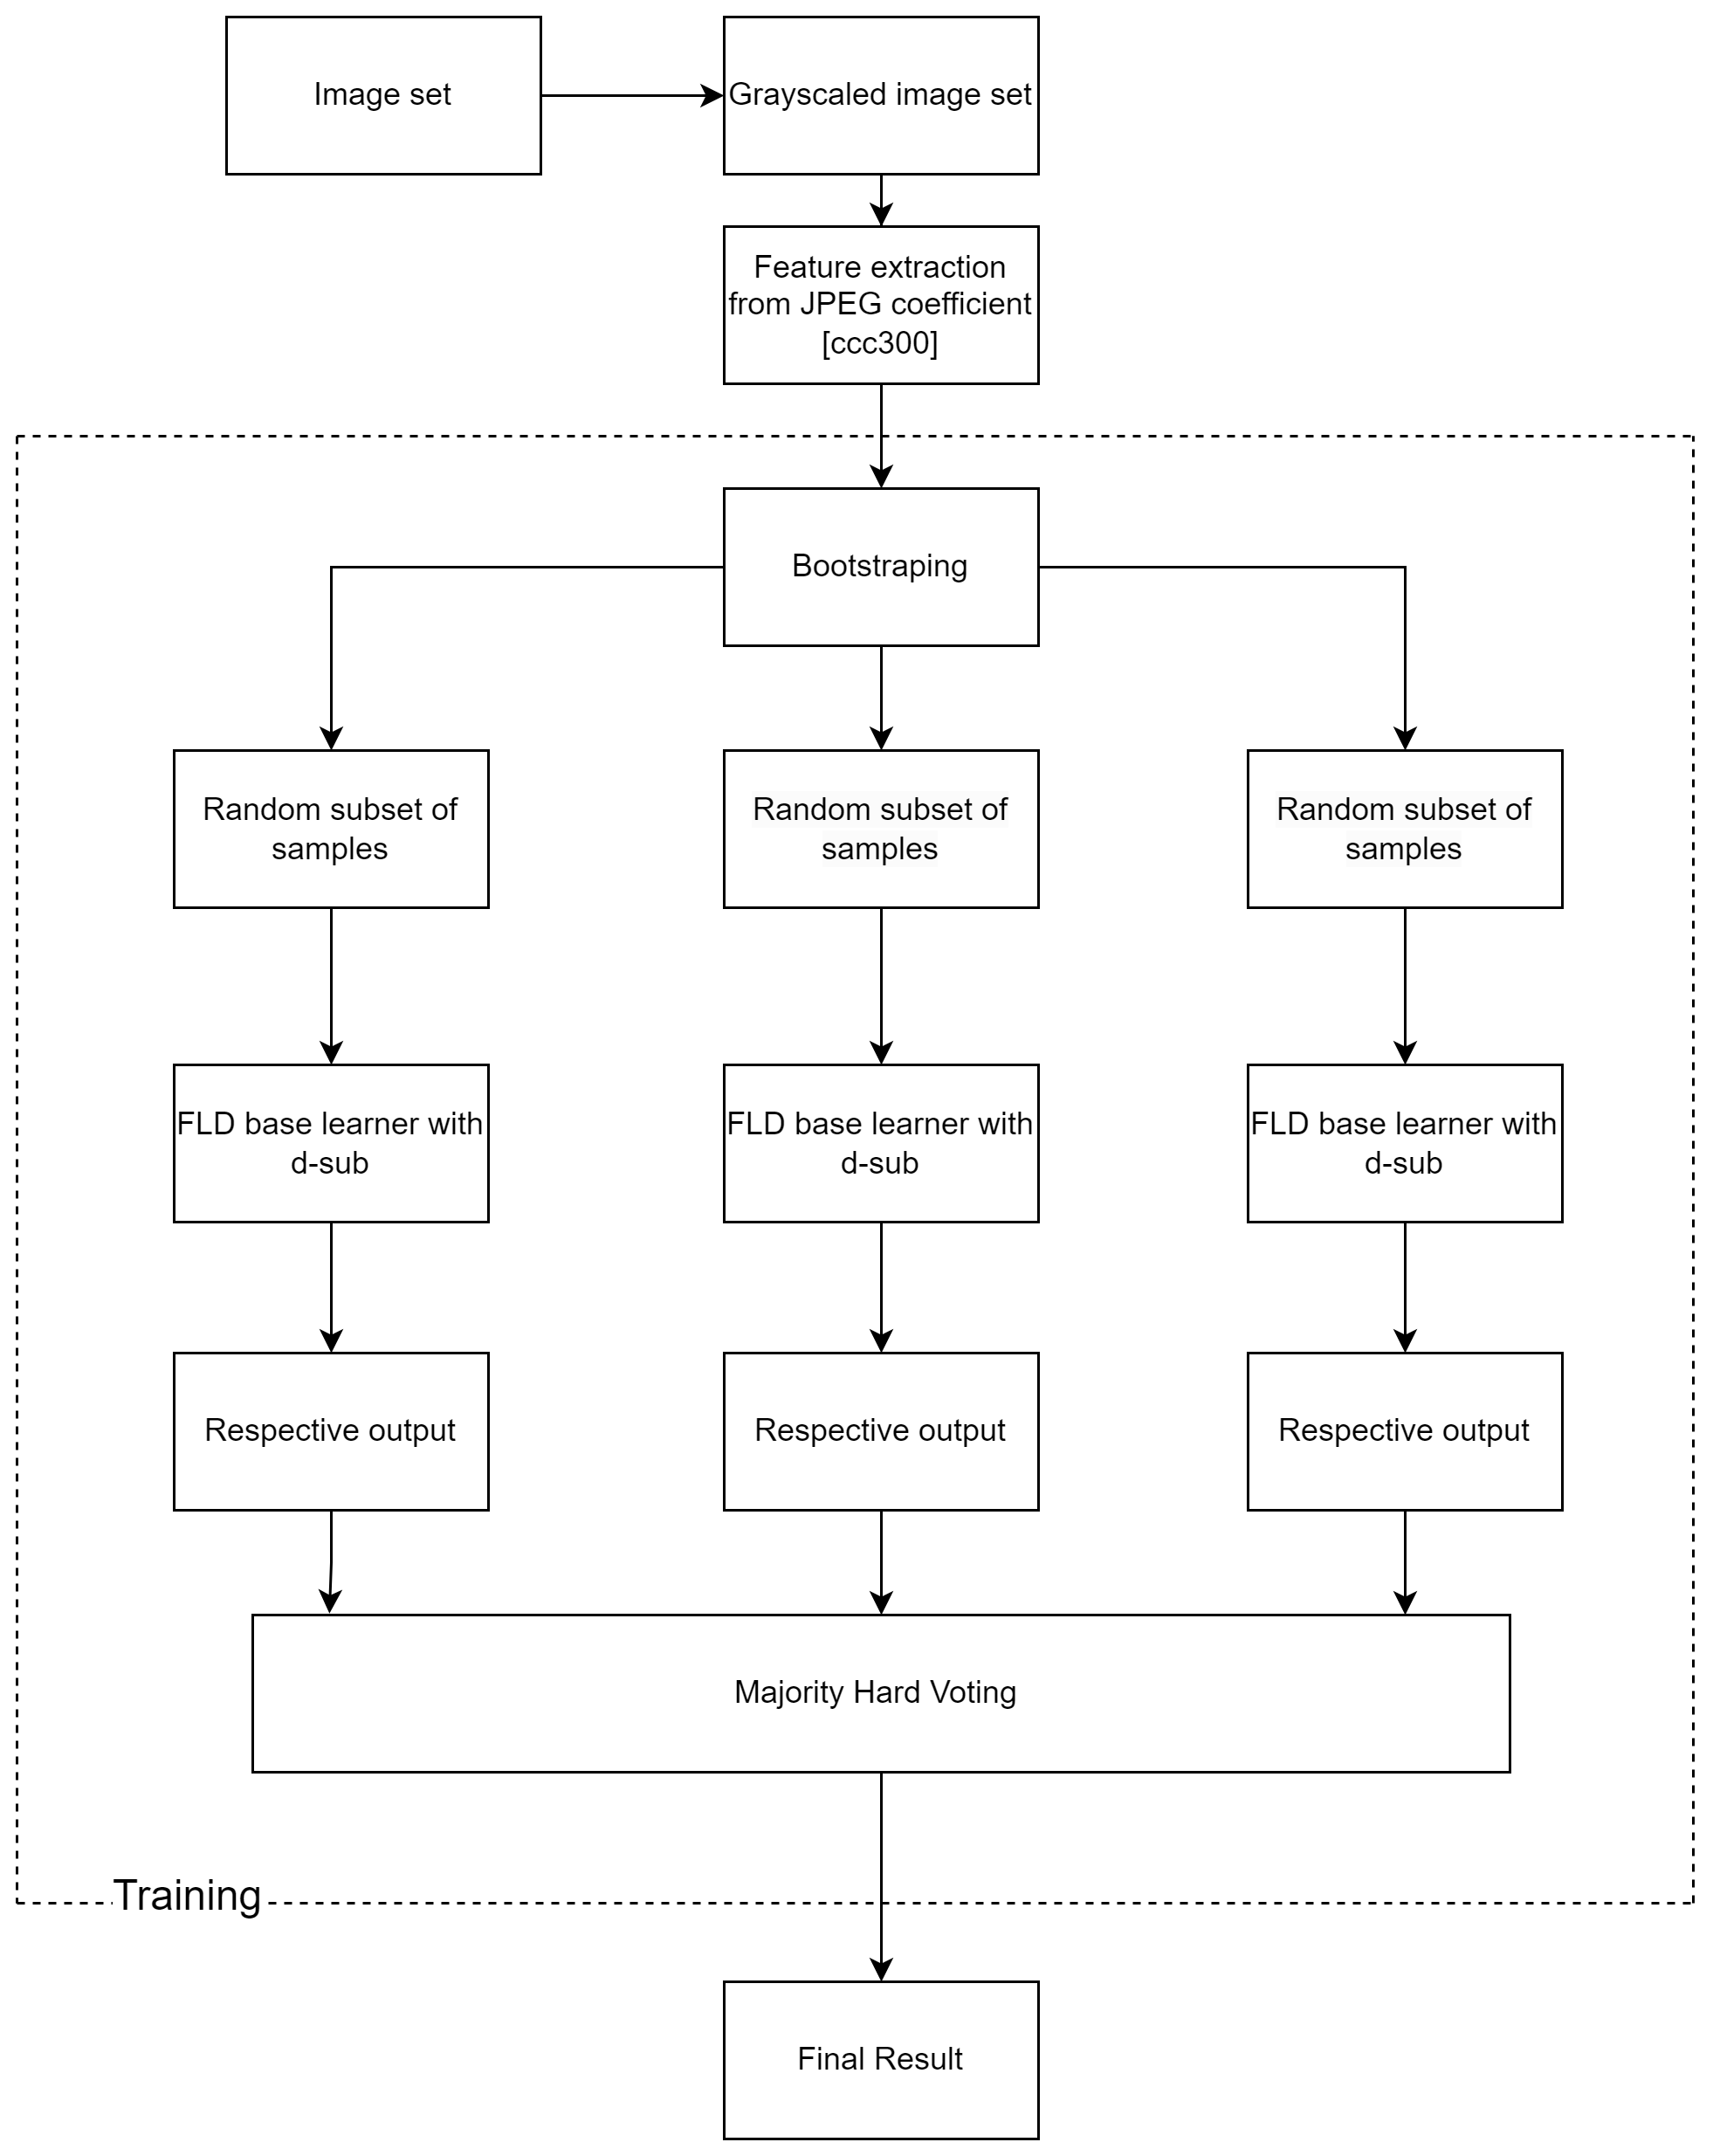 Image set
Grayscaled image set
Feature extraction
from JPEG coefficient
[ccc300]
Bootstraping
Random subset of
samples
Random subset of
samples
Random subset of
samples
FLD base learner with
d-sub
FLD base learner with
d-sub
FLD base learner with
d-sub
Respective output
Respective output
Respective output
Majority Hard Voting
Training
Final Result